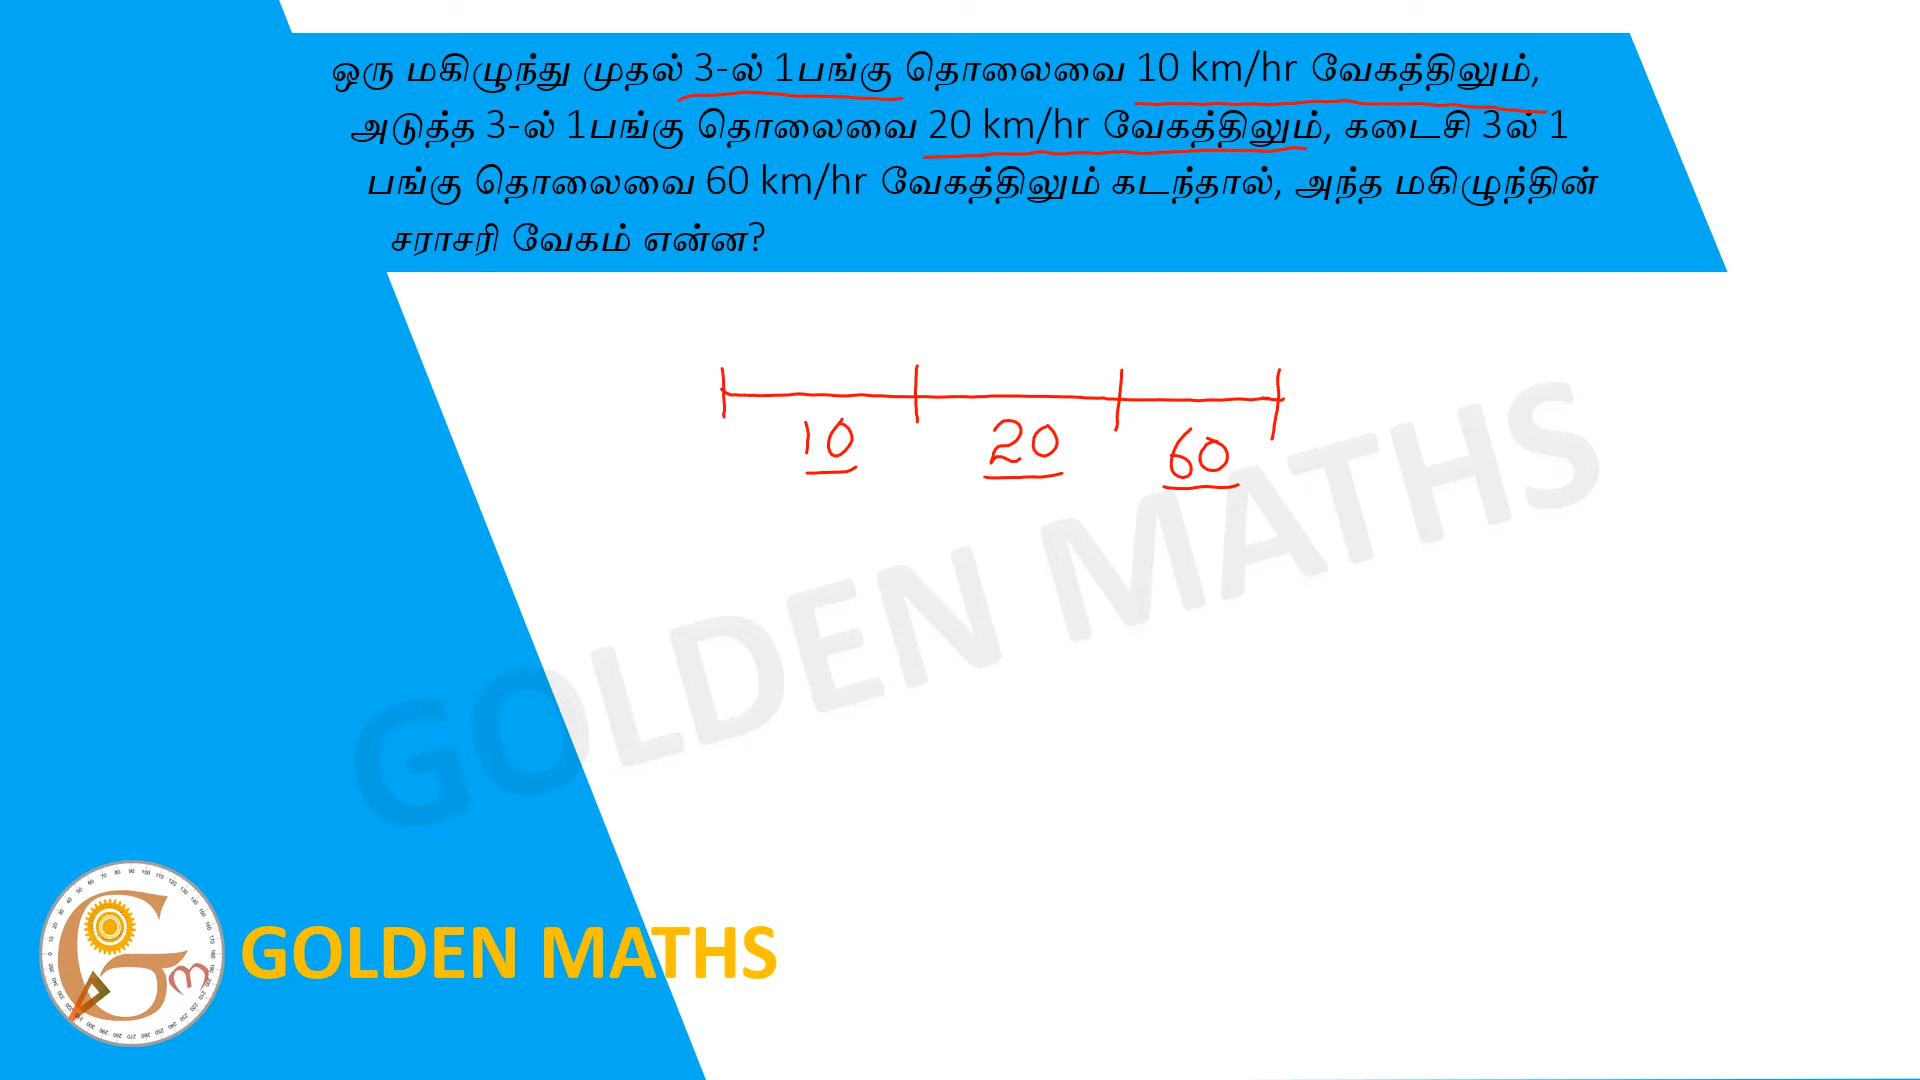 ஒரு மகிழுந்து முதல் 3-ல் 1பங்கு தொலைவை 10 km/hr வேகத்திலும்,
அடுத்த 3-ல் 1பங்கு தொலைவை 20 km/hr வேகத்திலும், கடைசி 3ல் 1
பங்கு தொலைவை 60 km/hr வேகத்திலும் கடந்தால், அந்த மகிழுந்தின்
சராசரி வேகம் என்ன?
10 20 60
GOLDEN MATHS
Gm
GOLDEN MATHS